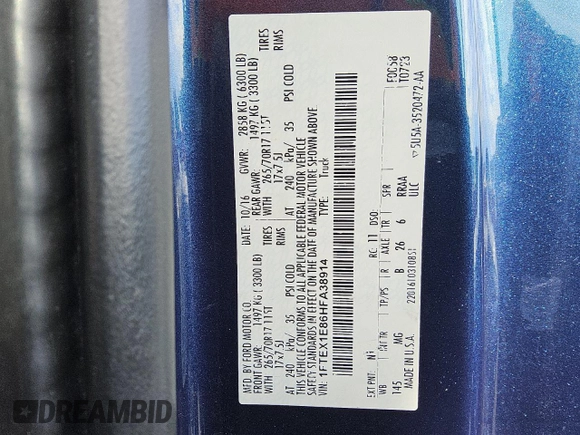 MFD. BY FORD MOTOR CO.
DATE: 10/16 GVWR: 2858 KG ( 6300 LB)
FRONT GAWR: 1497 KG ( 3300 LB) REAR GAWR: 1497 KG ( 3300 LB)
WITH 265/70R17 115T TIRES WITH 265/70R17 115T TIRES
17x7.5J RIMS 17x7.5J RIMS
AT 240 kPa/ 35 PSI COLD AT 240 kPa/ 35 PSI COLD
THIS VEHICLE CONFORMS TO ALL APPLICABLE FEDERAL MOTOR VEHICLE
SAFETY STANDARDS IN EFFECT ON THE DATE OF MANUFACTURE SHOWN ABOVE
VIN: 1FTEX1E86HFA38914 TYPE: Truck
F0058
T0723
EXT PNT: N1 RC: 11 DSO:
WB TP/PS R AXLE TR SPR
145 MG B 26 6 RRAA
MADE IN U.S.A. 2201610310851 ULC
5U5A-3520472-AA
DREAMBID